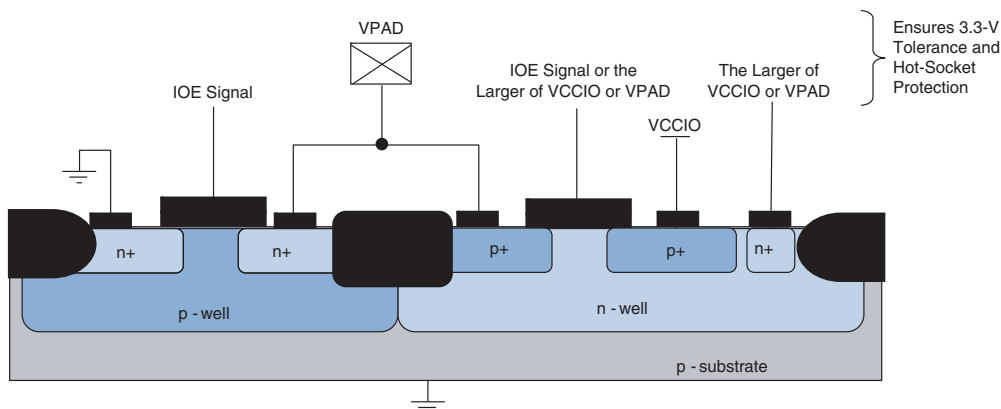 VPAD
IOE Signal
IOE Signal or the
Larger of VCCIO or VPAD
The Larger of
VCCIO or VPAD
Ensures 3.3-V
Tolerance and
Hot-Socket
Protection
VCCIO
n+
n+
p+
p+
n+
p - well
n - well
p - substrate